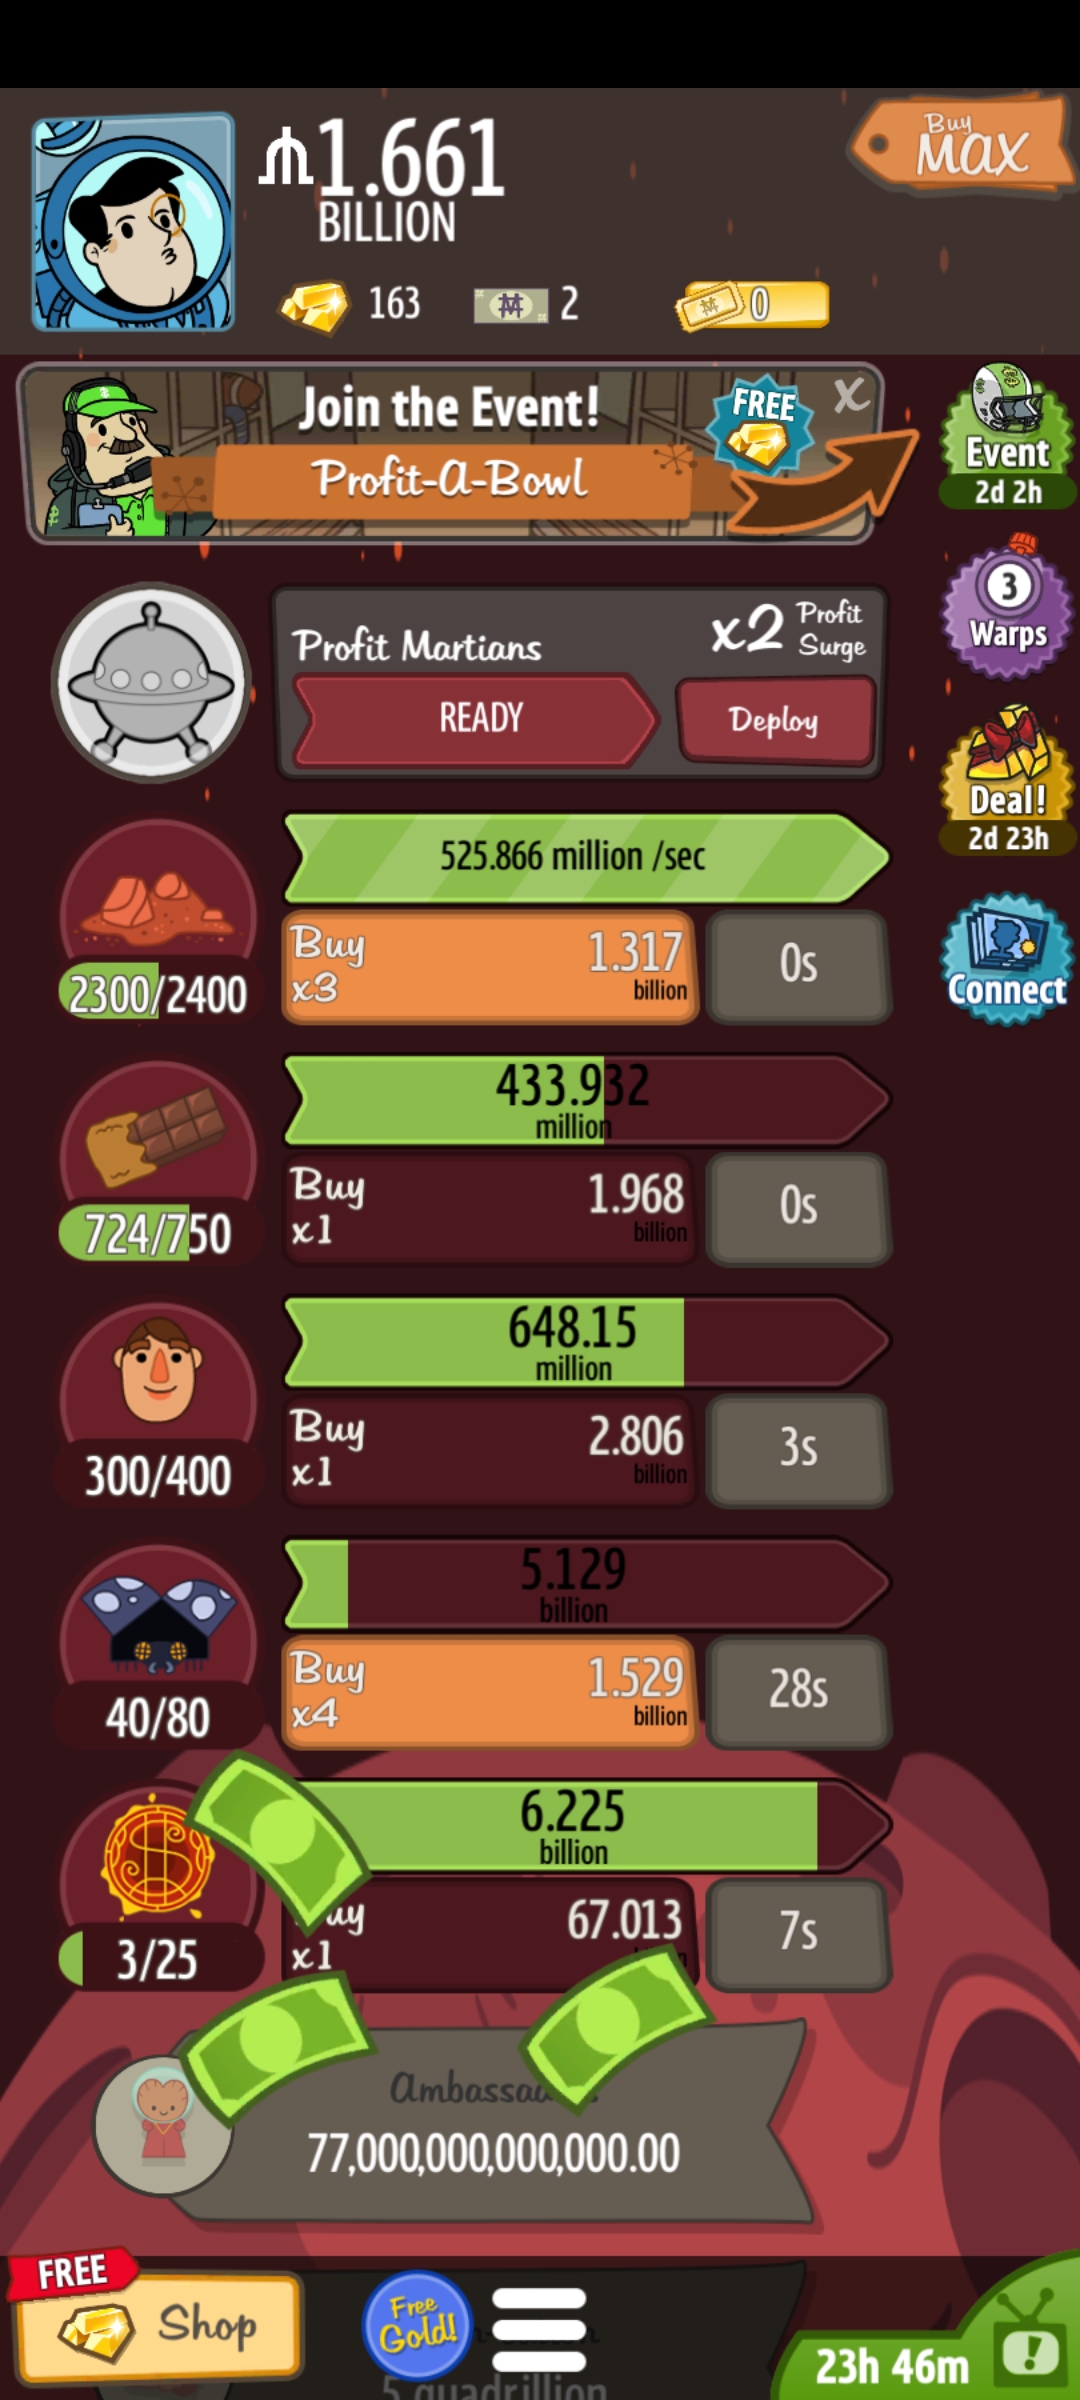 Buy
MAX
1.661
BILLION
163
2
0
Join the Event!
Profit-A-Bowl
FREE
X
Event
2d 2h
3
Warps
Profit Martians
x2 Profit
Surge
READY
Deploy
Deal!
2d 23h
525.866 million /sec
Buy
x3
1.317
billion
0s
2300/2400
Connect
433.932
million
Buy
x1
1.968
billion
0s
724/750
648.15
million
Buy
x1
2.806
billion
3s
300/400
5.129
billion
Buy
x4
1.529
billion
28s
40/80
6.225
billion
x1
67.013
7s
3/25
77,000,000,000,000.00
FREE
Shop
Free
Gold!
23h 46m
5 quadrillion